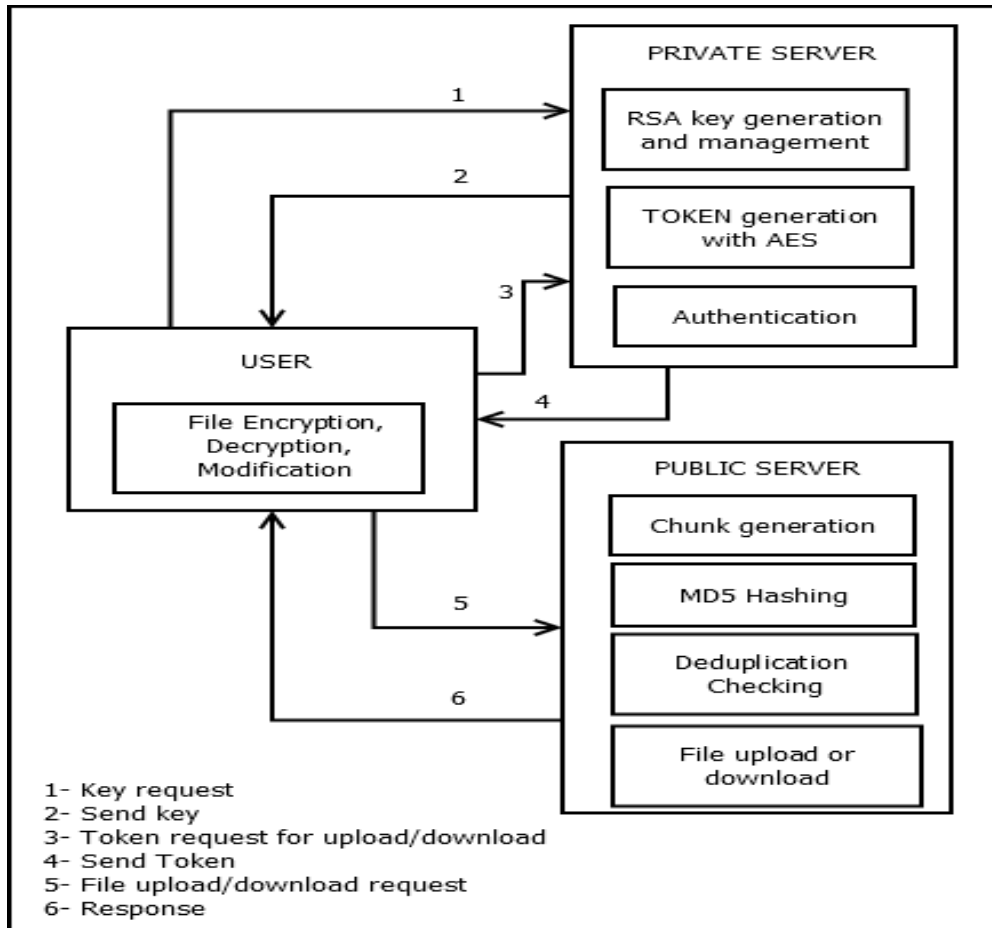 PRIVATE SERVER
RSA key generation
and management
TOKEN generation
with AES
Authentication
1
2
3
4
USER
File Encryption,
Decryption,
Modification
PUBLIC SERVER
Chunk generation
MD5 Hashing
Deduplication
Checking
File upload or
download
5
6
1- Key request
2- Send key
3- Token request for upload/download
4- Send Token
5- File upload/download request
6- Response